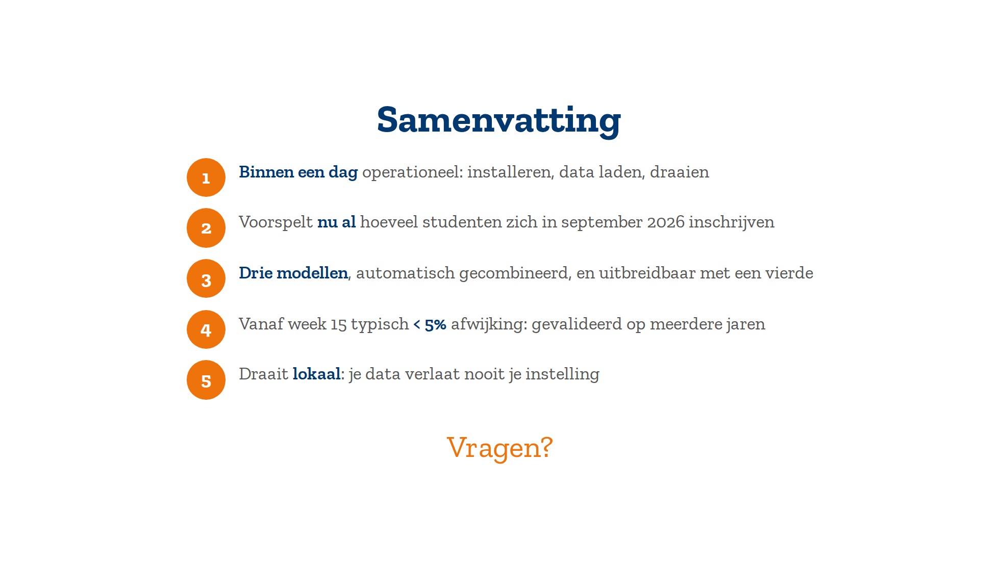 Samenvatting
1 Binnen een dag operationeel: installeren, data laden, draaien
2 Voorspelt nu al hoeveel studenten zich in september 2026 inschrijven
3 Drie modellen, automatisch gecombineerd, en uitbreidbaar met een vierde
4 Vanaf week 15 typisch < 5% afwijking: gevalideerd op meerdere jaren
5 Draait lokaal: je data verlaat nooit je instelling
Vragen?